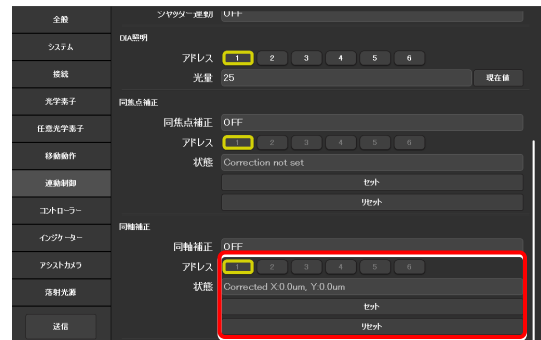 全般
システム
接続
光学素子
任意光学素子
移動動作
連動制御
コントローラー
インジケーター
アシストカメラ
落射光源
送信
シャッター連動 OFF
DIA照明
アドレス 1 2 3 4 5 6
光量 25 現在値
同焦点補正
同焦点補正 OFF
アドレス 1 2 3 4 5 6
状態 Correction not set
セット
リセット
同軸補正
同軸補正 OFF
アドレス 1 2 3 4 5 6
状態 Corrected X:0.0um, Y:0.0um
セット
リセット